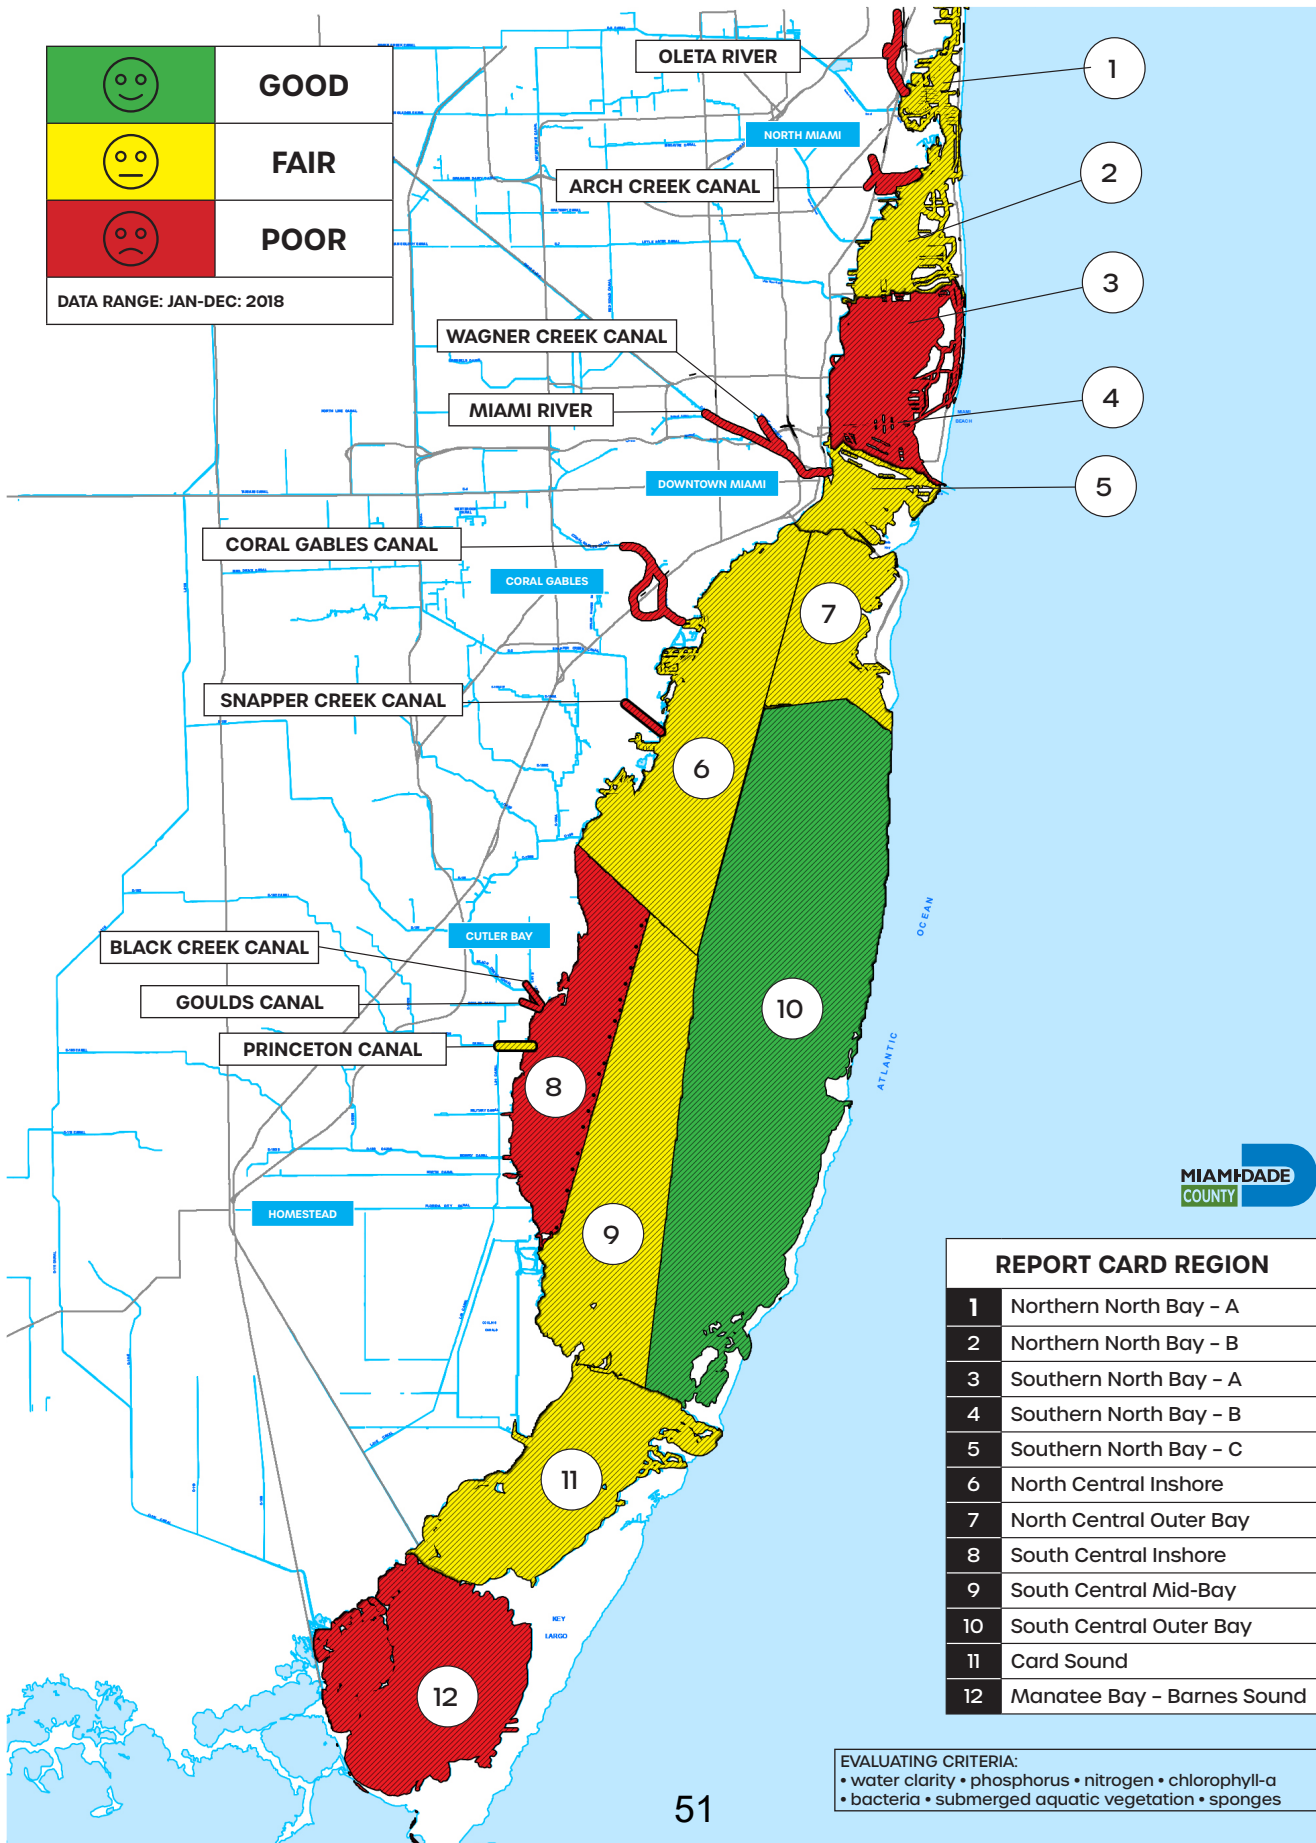 GOOD
FAIR
POOR
DATA RANGE: JAN-DEC: 2018
OLETA RIVER
1
NORTH MIAMI
ARCH CREEK CANAL
2
3
WAGNER CREEK CANAL
MIAMI RIVER
4
MIAMI
BEACH
DOWNTOWN MIAMI
5
CORAL GABLES CANAL
CORAL GABLES
7
SNAPPER CREEK CANAL
6
OCEAN
CUTLER BAY
BLACK CREEK CANAL
GOULDS CANAL
10
PRINCETON CANAL
ATLANTIC
8
HOMESTEAD
9
MIAMI-DADE
COUNTY
REPORT CARD REGION
1 Northern North Bay - A
2 Northern North Bay - B
3 Southern North Bay - A
4 Southern North Bay - B
5 Southern North Bay - C
6 North Central Inshore
7 North Central Outer Bay
8 South Central Inshore
9 South Central Mid-Bay
10 South Central Outer Bay
11 Card Sound
12 Manatee Bay - Barnes Sound
11
KEY
LARGO
12
EVALUATING CRITERIA:
• water clarity • phosphorus • nitrogen • chlorophyll-a
• bacteria • submerged aquatic vegetation • sponges
51